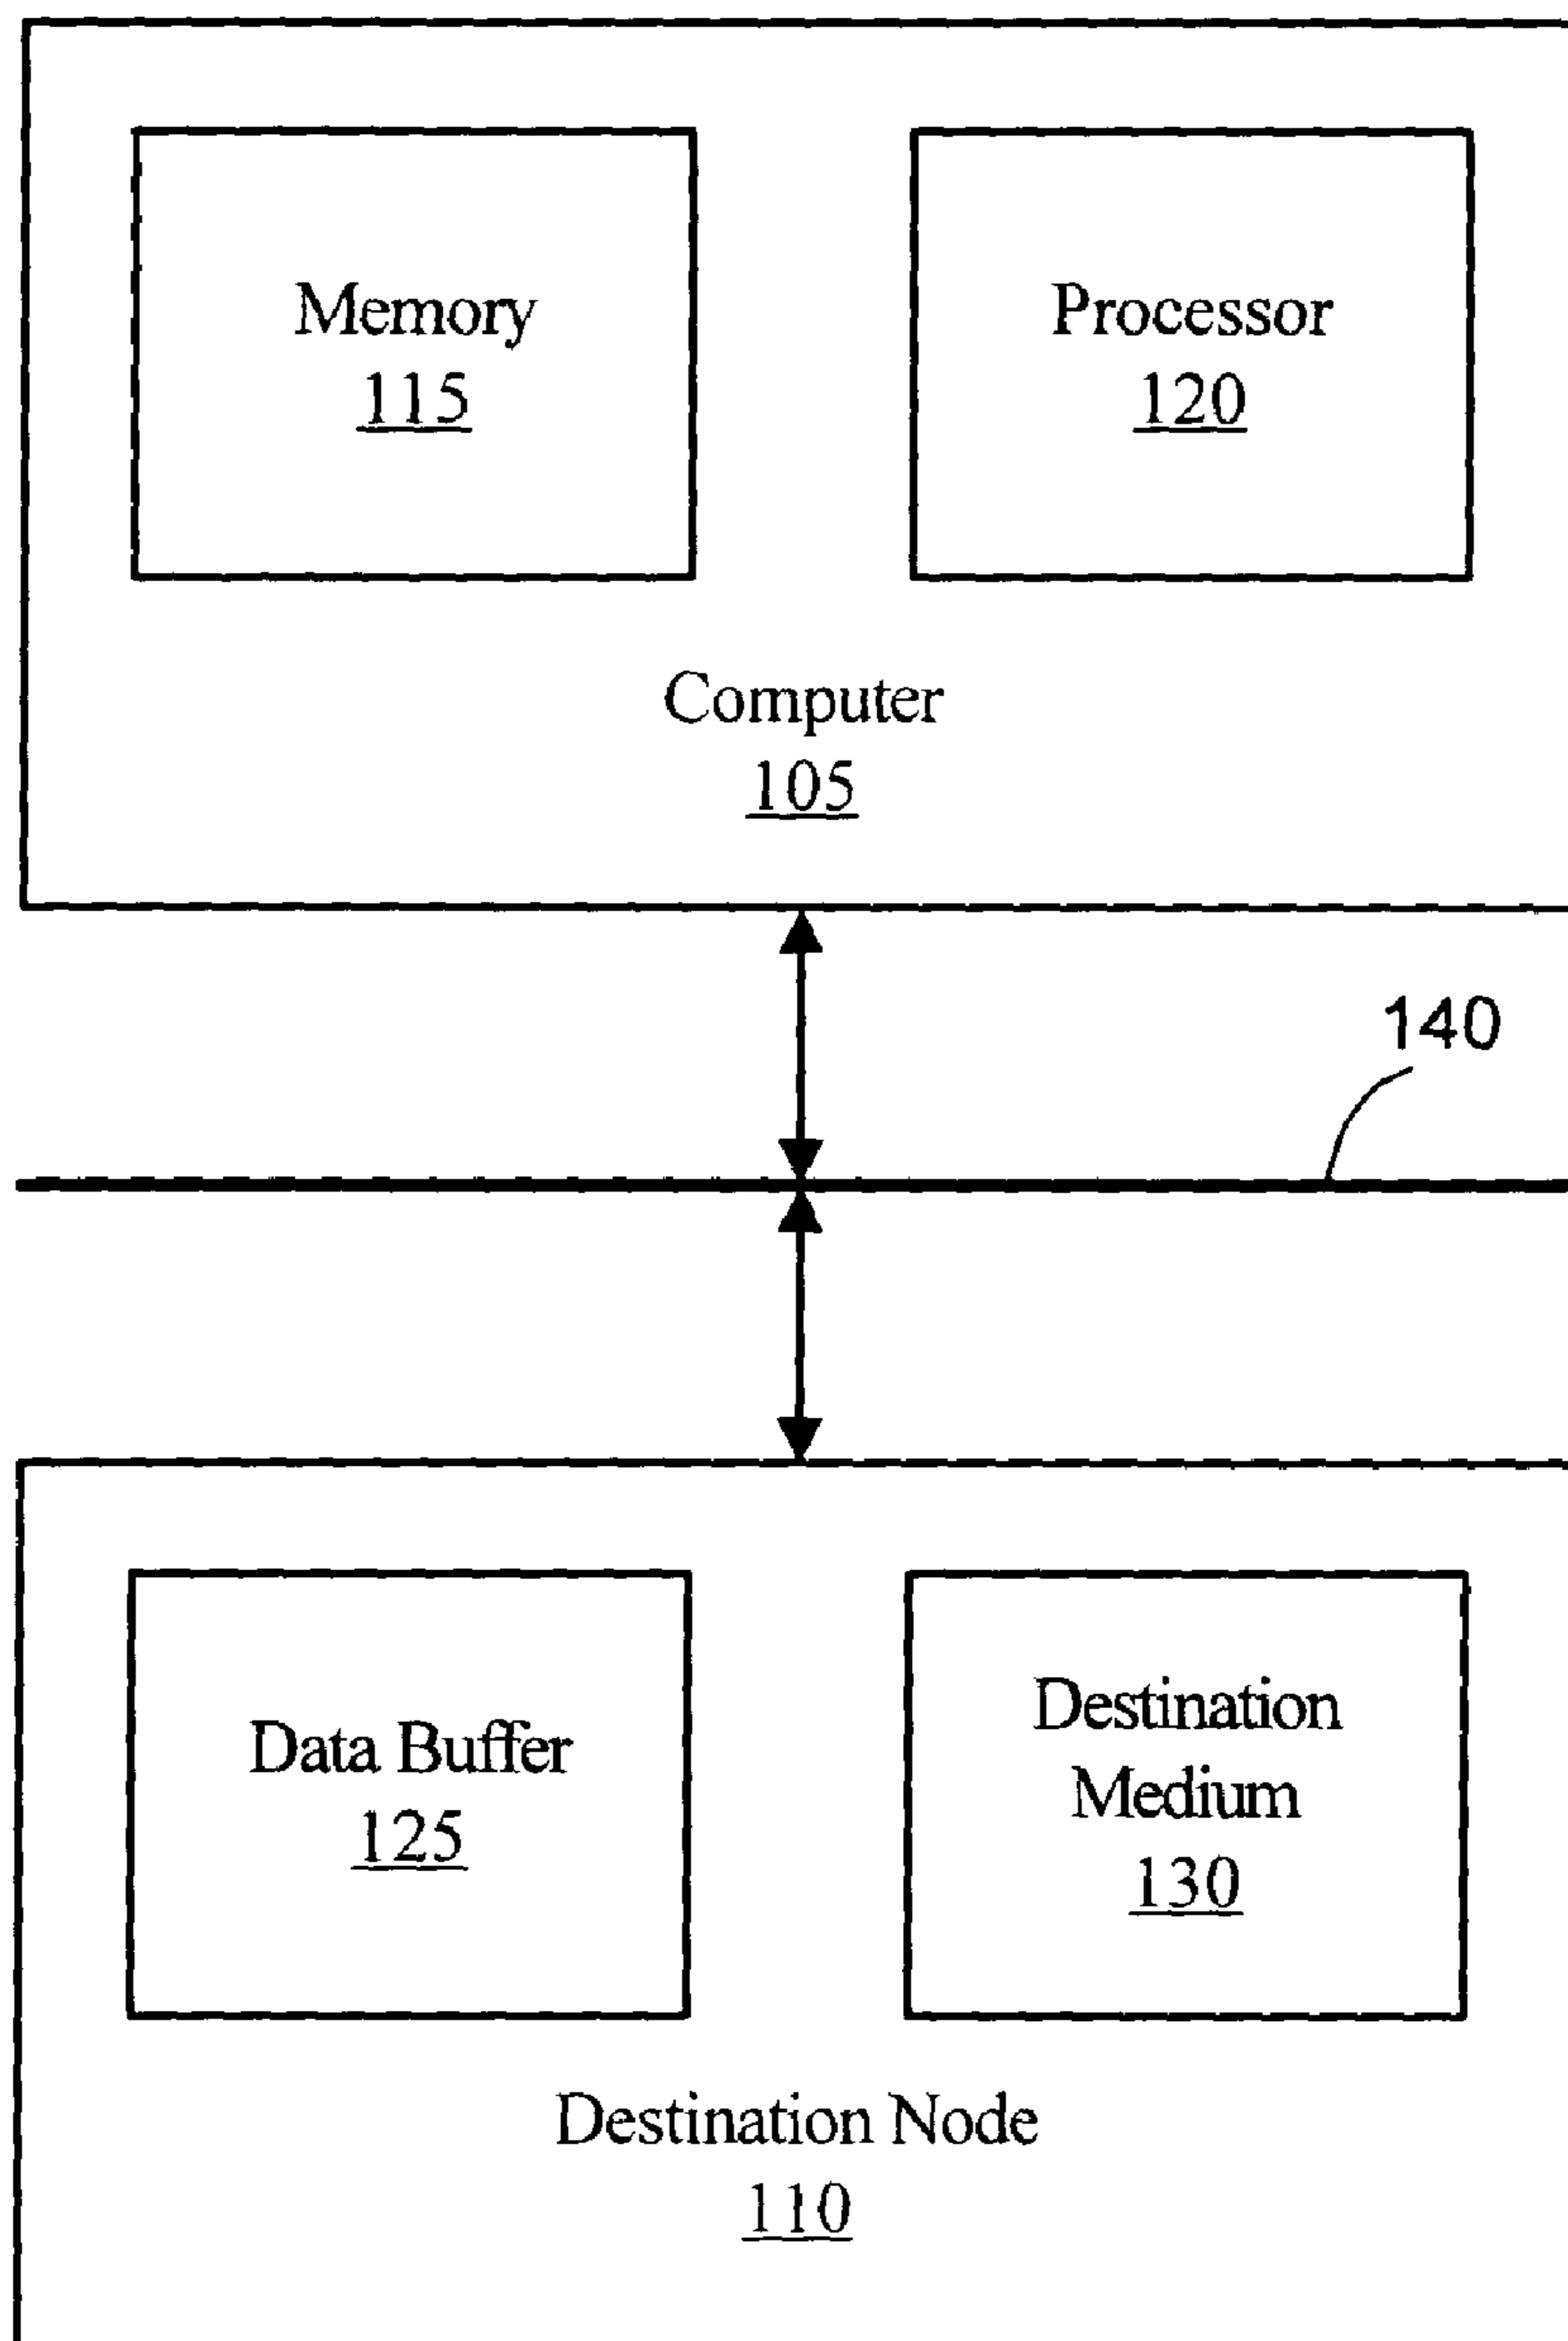 Memory
115
Processor
120
Computer
105
140
Data Buffer
125
Destination
Medium
130
Destination Node
110